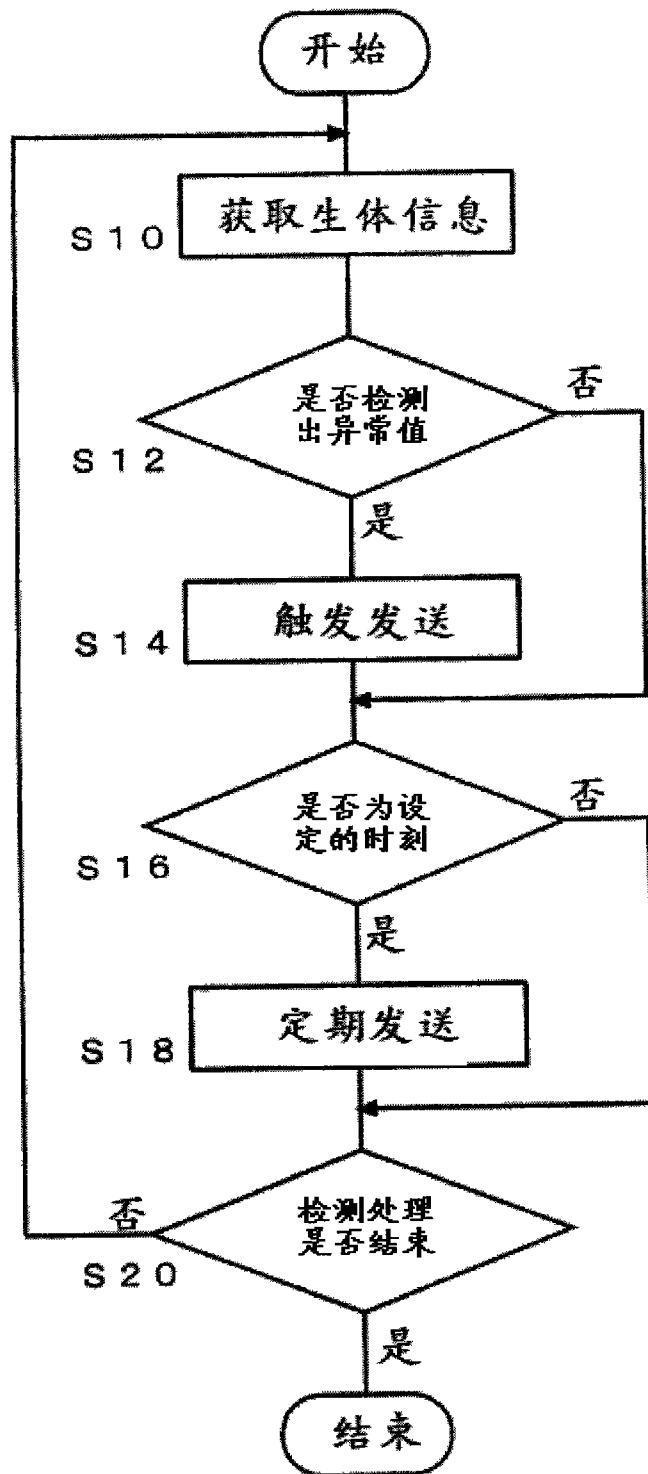 开始
获取生体信息
S10
是否检测
出异常值
否
S12
是
触发发送
S14
是否为设
定的时刻
否
S16
是
定期发送
S18
检测处理
是否结束
否
S20
是
结束